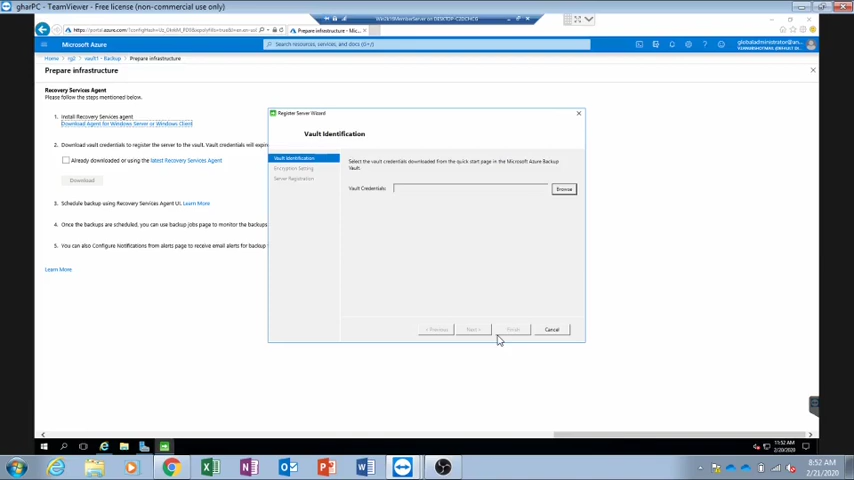 gharPC - TeamViewer - Free license (non-commercial use only)
Win2k19MemberServer on DESKTOP-C2DCHCG
Prepare infrastructure - Mic...
Microsoft Azure
Search resources, services, and docs (G+/)
globaladministrator@an...
Home > rg2 > vault1 - Backup > Prepare infrastructure
Prepare infrastructure
Recovery Services Agent
Please follow the steps mentioned below.
1. Install Recovery Services agent
Download Agent for Windows Server or Windows Client
2. Download vault credentials to register the server to the vault. Vault credentials will expir
Already downloaded or using the latest Recovery Services Agent
Download
3. Schedule backup using Recovery Services Agent UI. Learn More
4. Once the backups are scheduled, you can use backup jobs page to monitor the backups
5. You can also Configure Notifications from alerts page to receive email alerts for backup
Learn More
Register Server Wizard
Vault Identification
Vault Identification
Encryption Setting
Server Registration
Select the vault credentials downloaded from the quick start page in the Microsoft Azure Backup
Vault.
Vault Credentials:
Browse
< Previous
Next >
Finish
Cancel
11:52 AM
2/20/2020
8:52 AM
2/21/2020